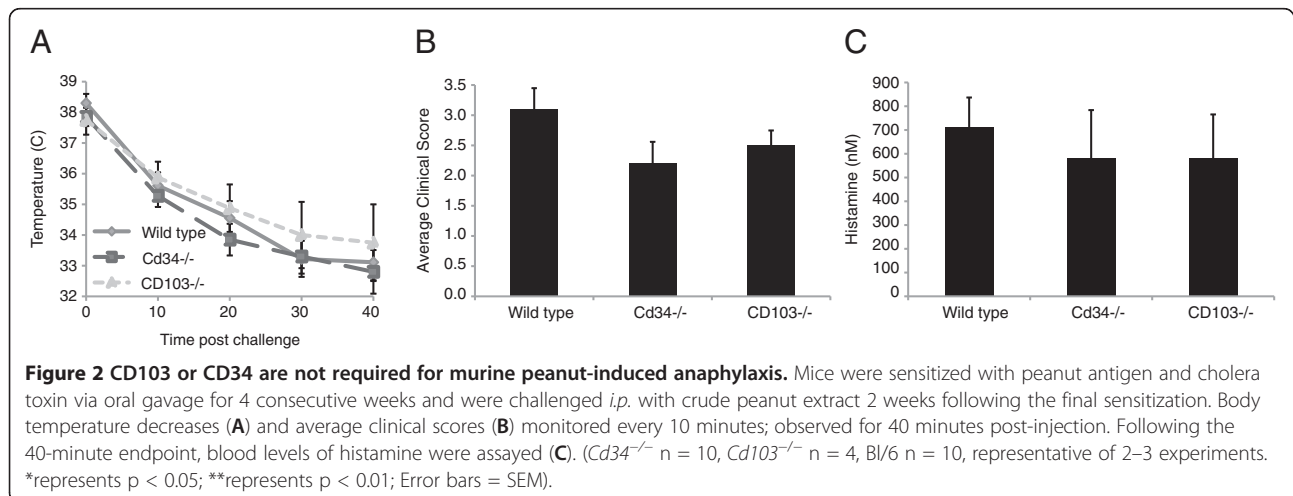 A
B
C
39
38
37
36
35
34
33
32
Temperature (C)
Wild type
Cd34-/-
CD103-/-
0 10 20 30 40
Time post challenge
3.5
3.0
2.5
2.0
1.5
1.0
0.5
0.0
Average Clinical Score
Wild type Cd34-/- CD103-/-
900
800
700
600
500
400
300
200
100
0
Histamine (nM)
Wild type Cd34-/- CD103-/-
Figure 2 CD103 or CD34 are not required for murine peanut-induced anaphylaxis. Mice were sensitized with peanut antigen and cholera
toxin via oral gavage for 4 consecutive weeks and were challenged i.p. with crude peanut extract 2 weeks following the final sensitization. Body
temperature decreases (A) and average clinical scores (B) monitored every 10 minutes; observed for 40 minutes post-injection. Following the
40-minute endpoint, blood levels of histamine were assayed (C). (Cd34−/− n = 10, Cd103−/− n = 4, Bl/6 n = 10, representative of 2–3 experiments.
*represents p < 0.05; **represents p < 0.01; Error bars = SEM).